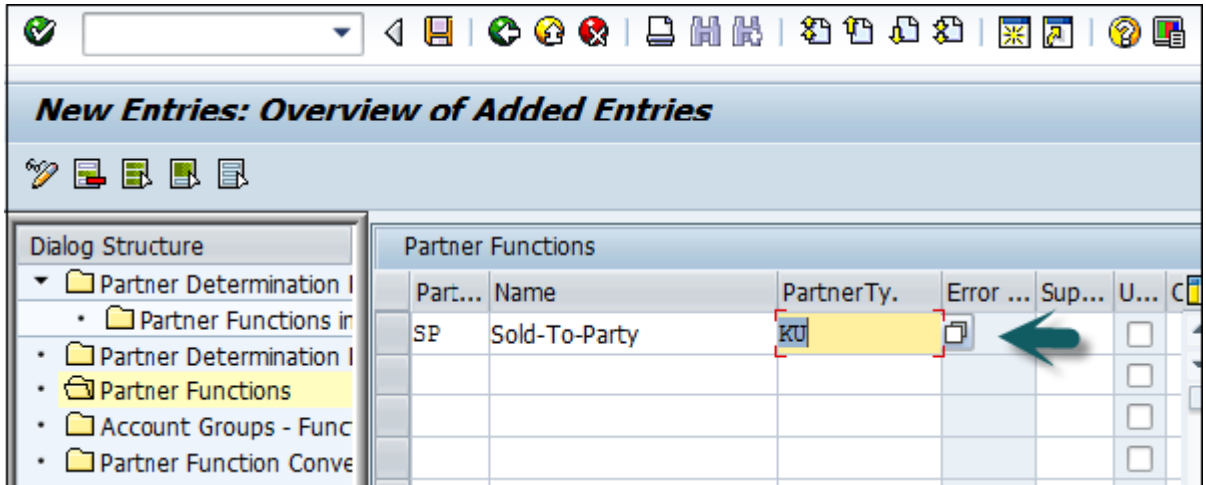 New Entries: Overview of Added Entries
Dialog Structure
Partner Determination
Partner Functions in
Partner Determination
Partner Functions
Account Groups - Func
Partner Function Conve
Partner Functions
Part... Name PartnerTy. Error ... Sup... U... C
SP Sold-To-Party KU